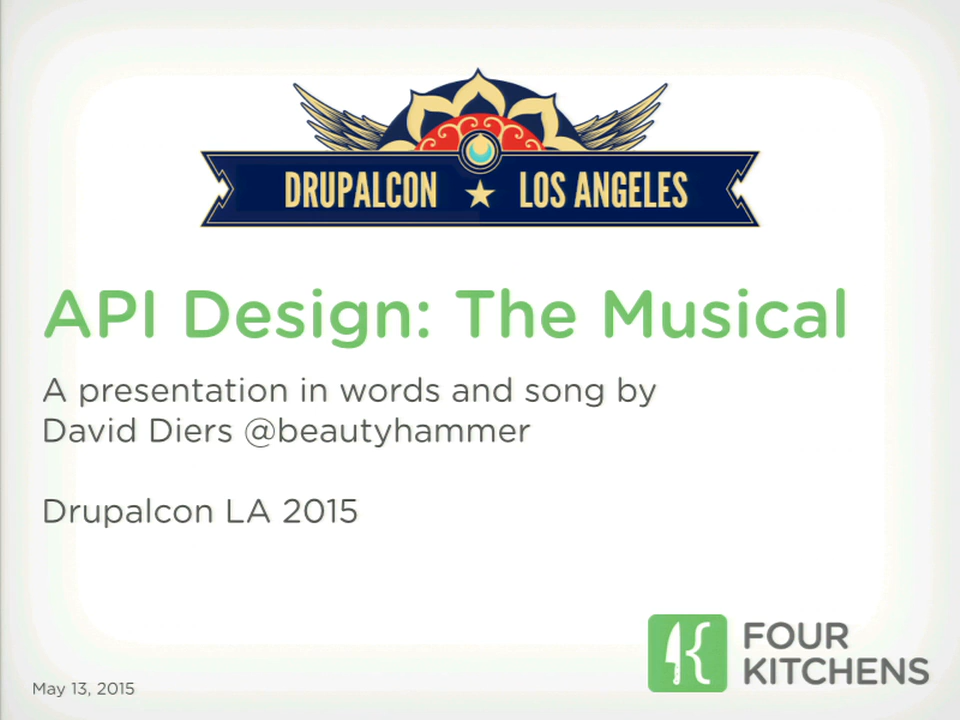 DRUPALCON ★ LOS ANGELES
API Design: The Musical
A presentation in words and song by
David Diers @beautyhammer
Drupalcon LA 2015
FOUR
KITCHENS
May 13, 2015